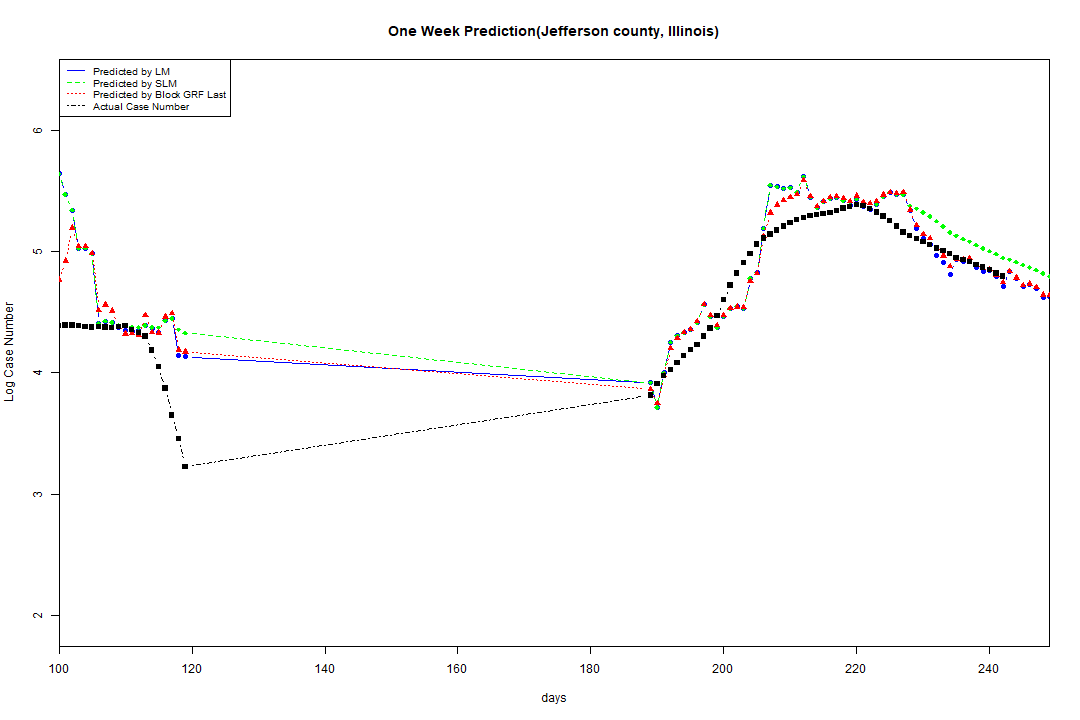 One Week Prediction(Jefferson county, Illinois)
Predicted by LM
Predicted by SLM
Predicted by Block GRF Last
Actual Case Number
6
5
4
3
2
Log Case Number
100 120 140 160 180 200 220 240
days